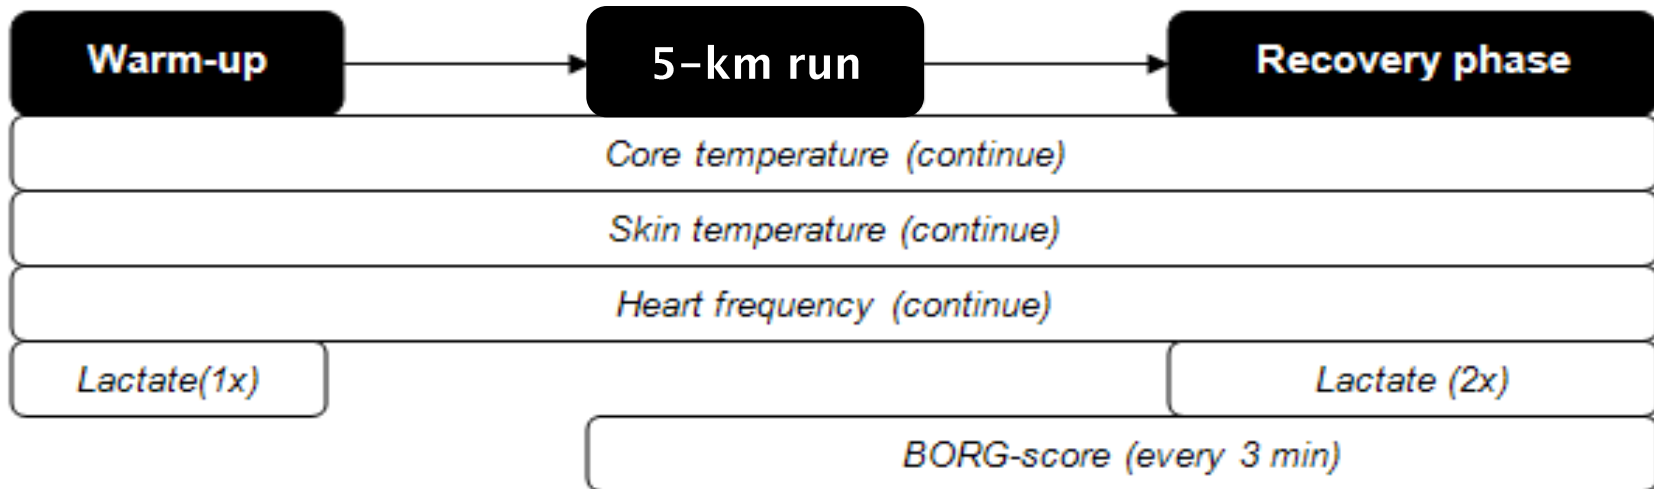 Warm-up
5-km run
Recovery phase
Core temperature (continue)
Skin temperature (continue)
Heart frequency (continue)
Lactate(1x)
Lactate (2x)
BORG-score (every 3 min)